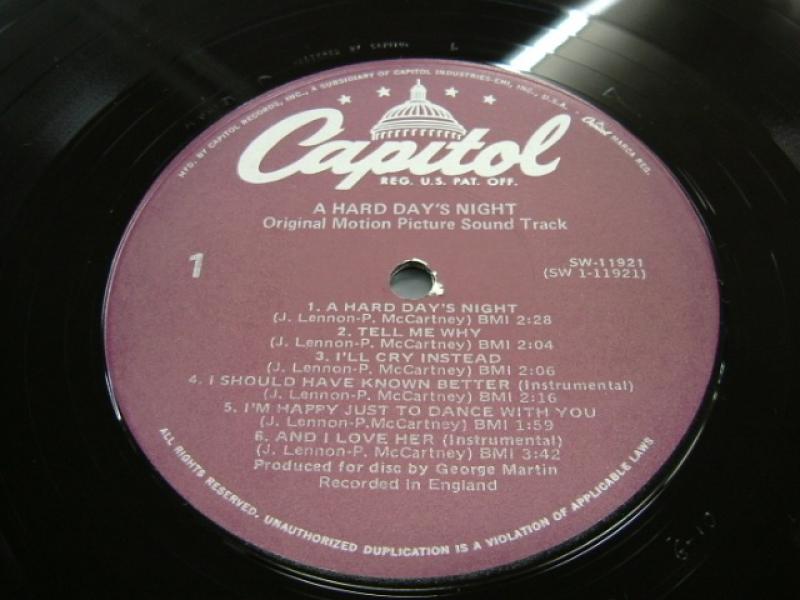 MFD. BY CAPITOL RECORDS, INC., A SUBSIDIARY OF CAPITOL INDUSTRIES-EMI, INC., U.S.A.
Capitol MARCA REG.
Capitol
REG. U.S. PAT. OFF.
A HARD DAY'S NIGHT
Original Motion Picture Sound Track
1
SW-11921
(SW 1-11921)
1. A HARD DAY'S NIGHT
(J. Lennon-P. McCartney) BMI 2:28
2. TELL ME WHY
(J. Lennon-P. McCartney) BMI 2:04
3. I'LL CRY INSTEAD
(J. Lennon-P. McCartney) BMI 2:06
4. I SHOULD HAVE KNOWN BETTER (Instrumental)
(J. Lennon-P. McCartney) BMI 2:16
5. I'M HAPPY JUST TO DANCE WITH YOU
(J. Lennon-P.McCartney) BMI 1:59
6. AND I LOVE HER (Instrumental)
(J. Lennon-P. McCartney) BMI 3:42
Produced for disc by George Martin
Recorded in England
ALL RIGHTS RESERVED. UNAUTHORIZED DUPLICATION IS A VIOLATION OF APPLICABLE LAWS